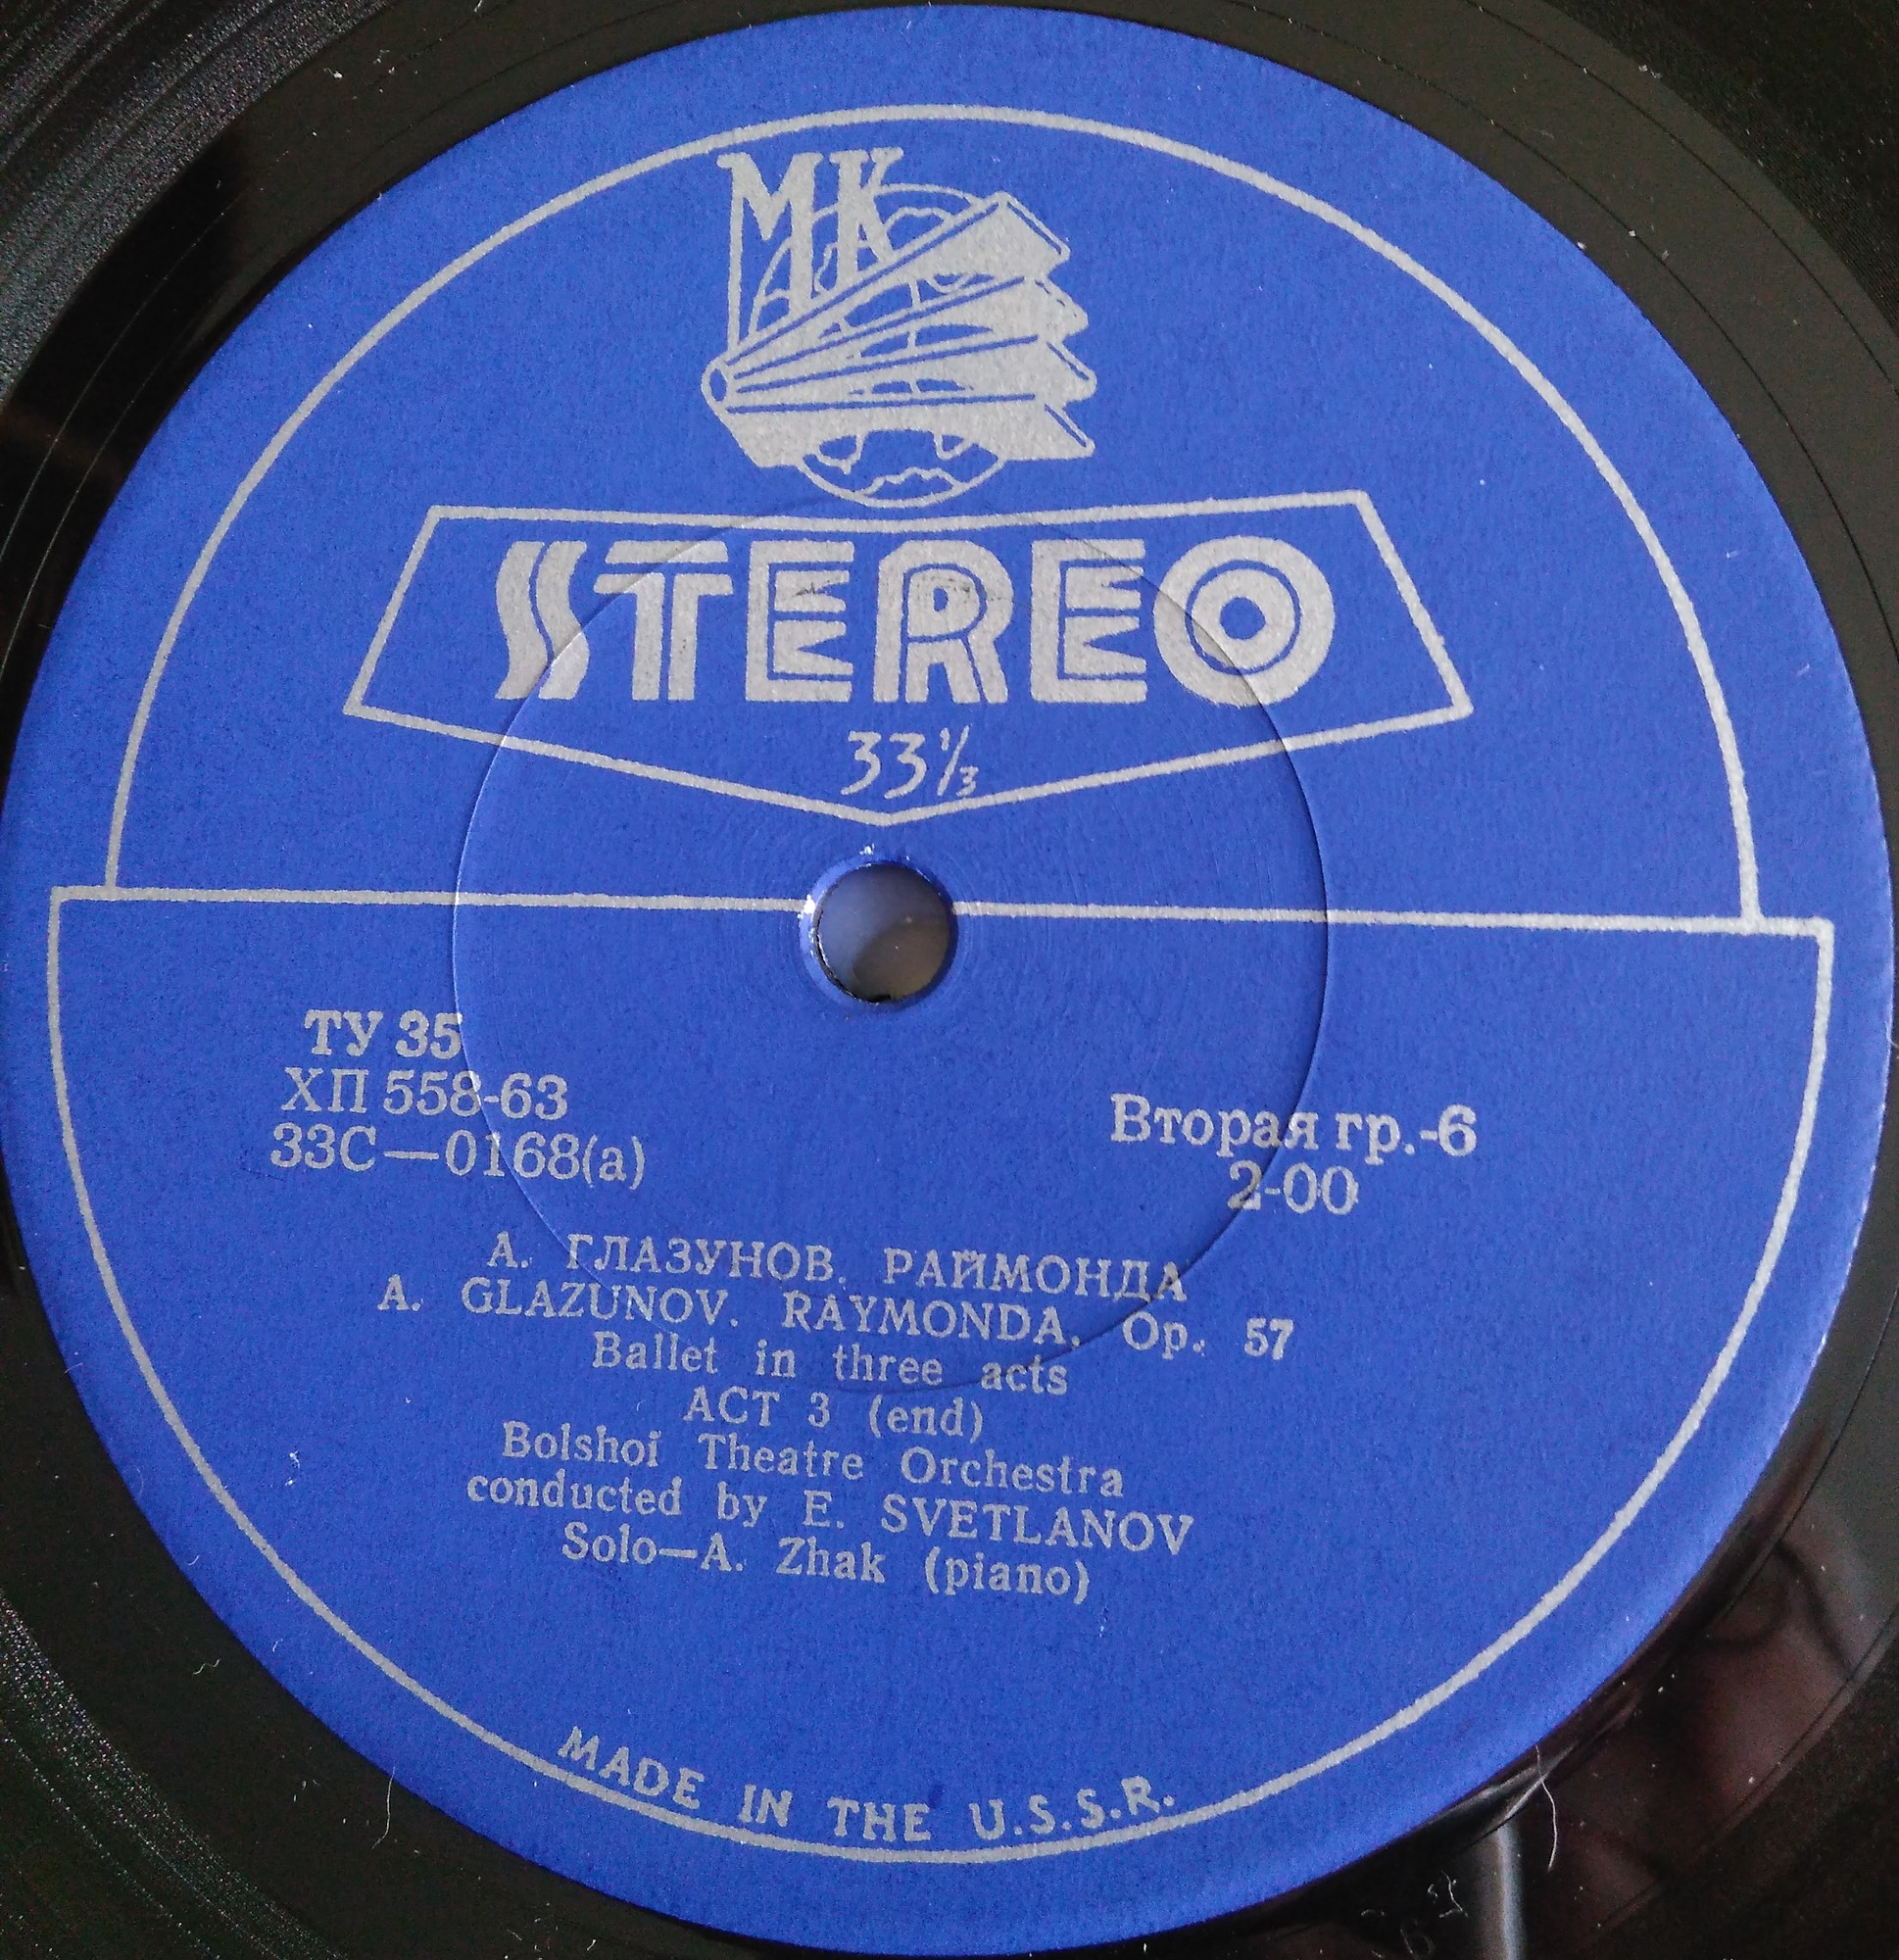 МК
STEREO
33⅓
ТУ 35
ХП 558-63
33С—0168(а)
Вторая гр.-6
2-00
А. ГЛАЗУНОВ. РАЙМОНДА
A. GLAZUNOV. RAYMONDA. Op. 57
Ballet in three acts
ACT 3 (end)
Bolshoi Theatre Orchestra
conducted by E. SVETLANOV
Solo—A. Zhak (piano)
MADE IN THE U.S.S.R.